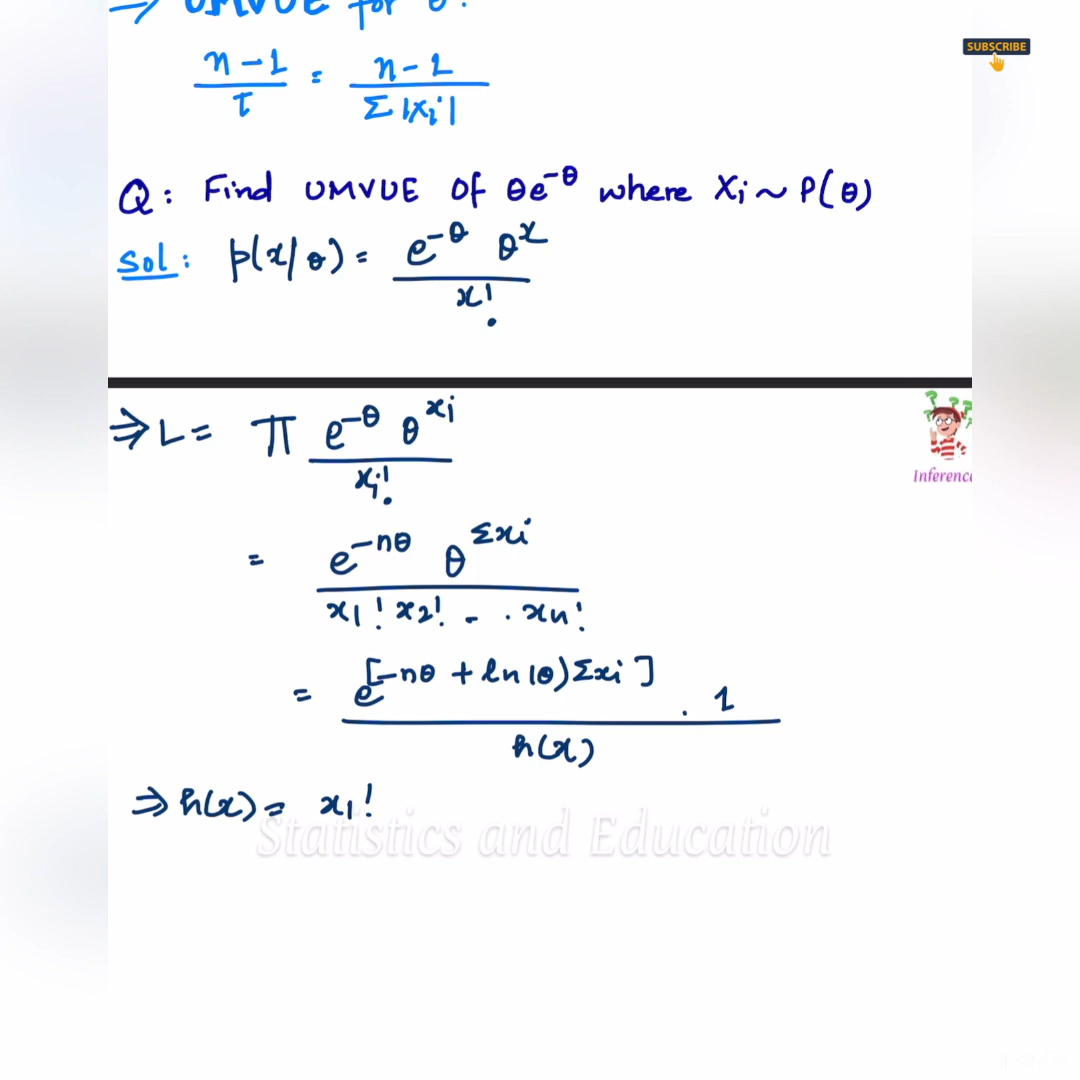 ⇒ UMVUE for θ:
n-1/T = n-1/Σ|xi|
SUBSCRIBE
Q: Find UMVUE Of θe^-θ where Xi ~ P(θ)
Sol: p(x/θ) = e^-θ θ^x / x!
⇒ L = π e^-θ θ^xi / xi!
Inference
= e^-nθ θ^Σxi / x1! x2! - . xn!
= e^[-nθ + ln(θ)Σxi] . 1 / h(x)
⇒ h(x) = x1!
Statistics and Education